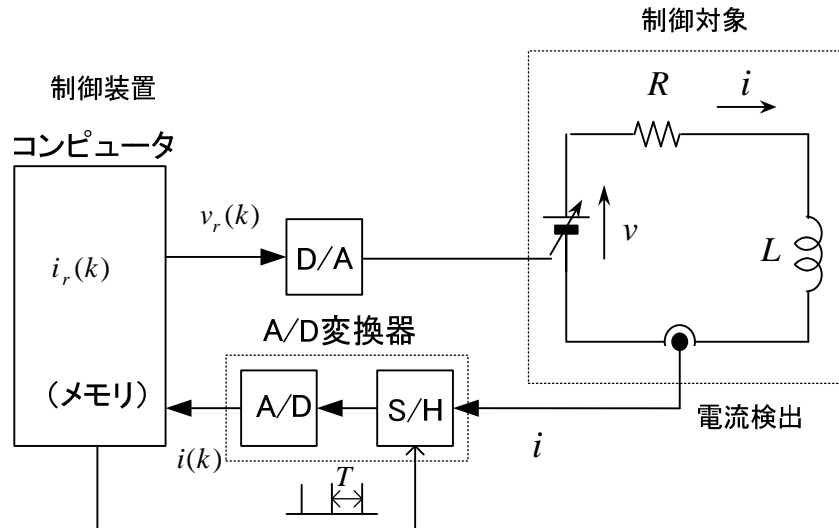 制御対象
制御装置
コンピュータ
R
i
v_r(k)
D/A
v
L
i_r(k)
A/D変換器
(メモリ)
A/D
S/H
電流検出
i(k)
i
T